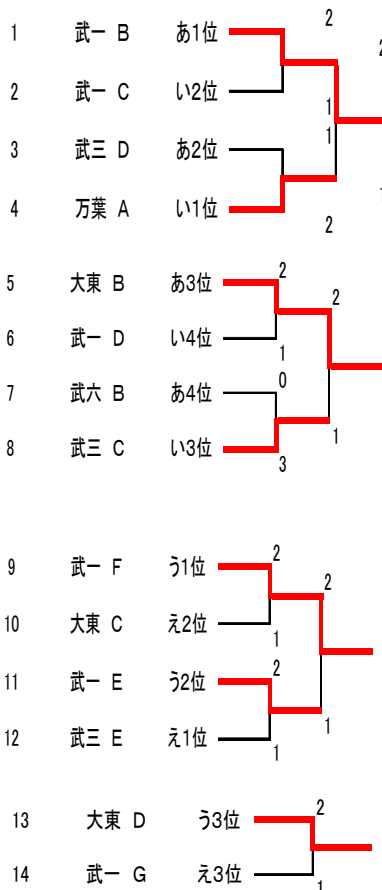 1 武一 B あ1位
2
2
2 武一 C い2位
1
3 武三 D あ2位
1
4 万葉 A い1位
2
5 大東 B あ3位
2
2
6 武一 D い4位
1
7 武六 B あ4位
0
8 武三 C い3位
1
3
9 武一 F う1位
2
2
10 大東 C え2位
1
11 武一 E う2位
2
12 武三 E え1位
1
1
13 大東 D う3位
2
14 武一 G え3位
1